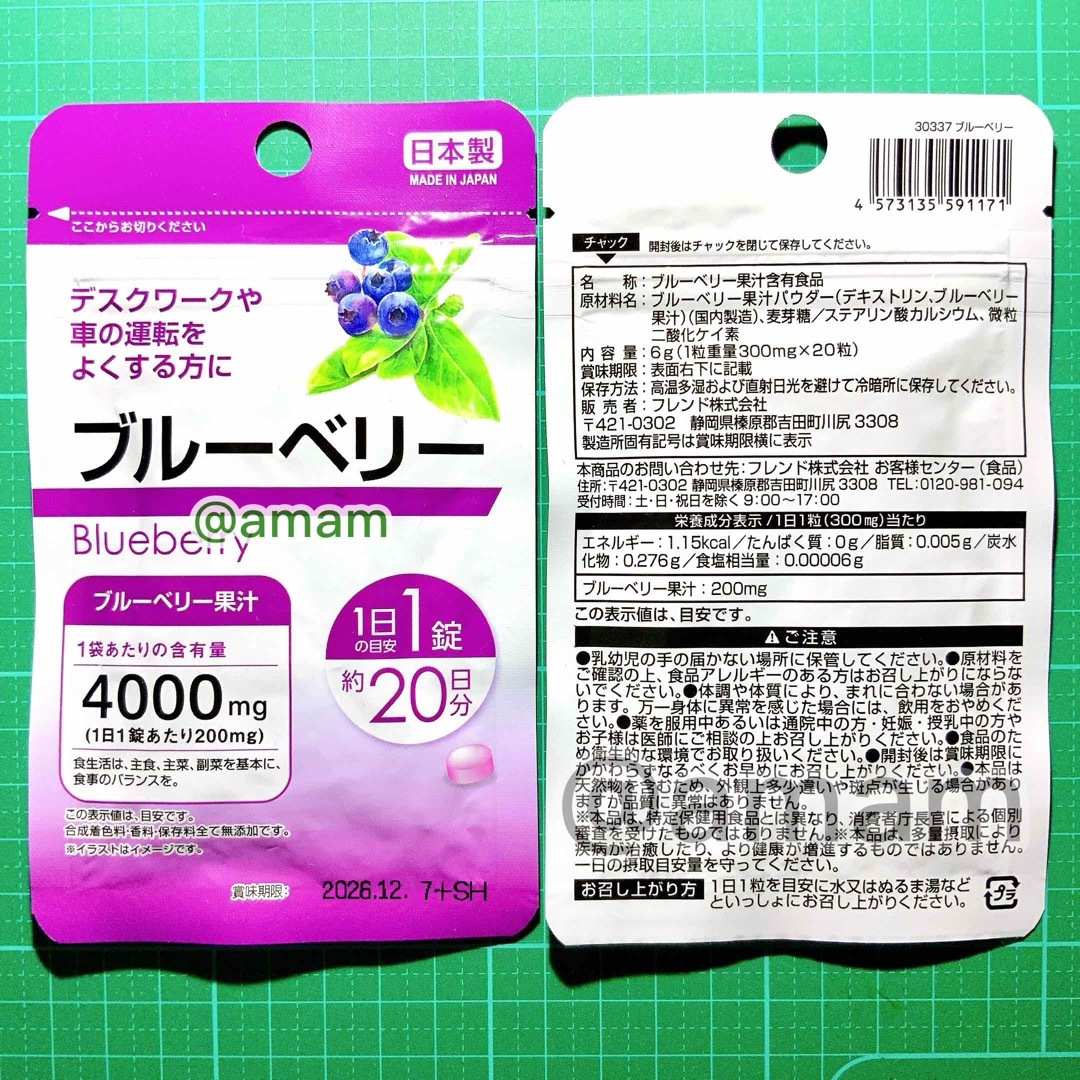 日本製
MADE IN JAPAN
ここからお切りください
デスクワークや
車の運転を
よくする方に
ブルーベリー
Blueberry
@amam
ブルーベリー果汁
1袋あたりの含有量
4000mg
(1日1錠あたり200mg)
食生活は、主食、主菜、副菜を基本に、
食事のバランスを。
1日の目安1錠
約20日分
この表示値は、目安です。
合成着色料・香料・保存料全て無添加です。
※イラストはイメージです。
賞味期限: 2026.12. 7+SH
30337 ブルーベリー
4 573135 591171
チャック 開封後はチャックを閉じて保存してください。
名 称:ブルーベリー果汁含有食品
原材料名:ブルーベリー果汁パウダー(デキストリン、ブルーベリー
果汁)(国内製造)、麦芽糖/ステアリン酸カルシウム、微粒
二酸化ケイ素
内 容 量:6g(1粒重量300mg×20粒)
賞味期限:表面右下に記載
保存方法:高温多湿および直射日光を避けて冷暗所に保存してください。
販 売 者:フレンド株式会社
〒421-0302 静岡県榛原郡吉田町川尻 3308
製造所固有記号は賞味期限横に表示
本商品のお問い合わせ先:フレンド株式会社 お客様センター(食品)
住所:〒421-0302 静岡県榛原郡吉田町川尻 3308 TEL:0120-981-094
受付時間:土・日・祝日を除く 9:00〜17:00
栄養成分表示/1日1粒(300mg)当たり
エネルギー:1.15kcal/たんぱく質:0g/脂質:0.005g/炭水
化物:0.276g/食塩相当量:0.00006g
ブルーベリー果汁:200mg
この表示値は、目安です。
⚠ご注意
●乳幼児の手の届かない場所に保管してください。●原材料を
ご確認の上、食品アレルギーのある方はお召し上がりにならな
いでください。●体調や体質により、まれに合わない場合があり
ます。万一身体に異常を感じた場合には、飲用をおやめくだ
さい。●薬を服用中あるいは通院中の方・妊娠・授乳中の方や
お子様は医師にご相談の上お召し上がりください。●食品のた
め衛生的な環境でお取り扱いください。●開封後は賞味期限に
かかわらずなるべくお早めにお召し上がりください。●本品は
天然物を含むため、外観に多少違いや斑点が生じる場合があり
ますが品質に異常はありません。
※本品は、特定保健用食品とは異なり、消費者庁長官による個別
審査を受けたものではありません。※本品は、多量摂取により
疾病が治癒したり、より健康が増進するものではありません。
一日の摂取目安量を守ってください。
@amam
お召し上がり方 1日1粒を目安に水又はぬるま湯など
といっしょにお召し上がりください。
プラ